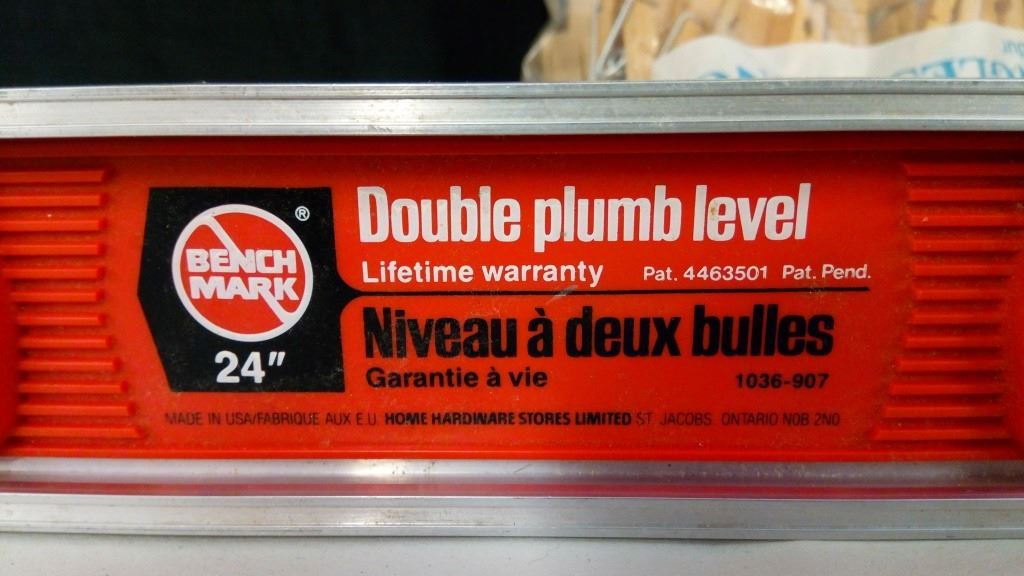 BENCH
MARK
®
24"
Double plumb level
Lifetime warranty Pat. 4463501 Pat. Pend.
Niveau à deux bulles
Garantie à vie 1036-907
MADE IN USA/FABRIQUE AUX E.U. HOME HARDWARE STORES LIMITED ST. JACOBS, ONTARIO N0B 2N0